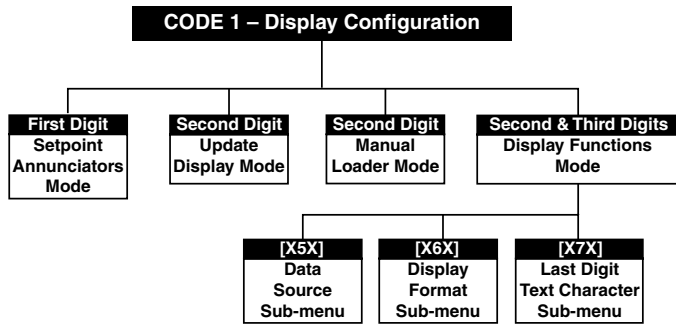 CODE 1 – Display Configuration
First Digit
Setpoint
Annunciators
Mode
Second Digit
Update
Display Mode
Second Digit
Manual
Loader Mode
Second & Third Digits
Display Functions
Mode
[X5X]
Data
Source
Sub-menu
[X6X]
Display
Format
Sub-menu
[X7X]
Last Digit
Text Character
Sub-menu